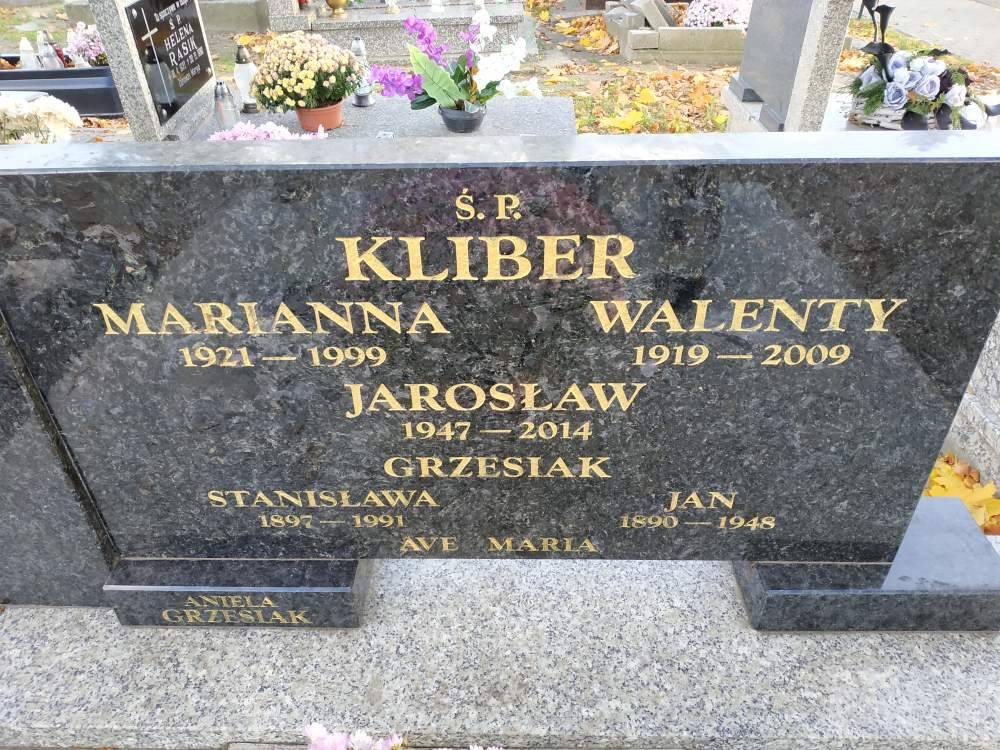 Ś. P.
KLIBER
MARIANNA WALENTY
1921 — 1999 1919 — 2009
JAROSŁAW
1947 — 2014
GRZESIAK
STANISŁAWA JAN
1897 — 1991 1890 — 1948
AVE MARIA
ANIELA
GRZESIAK
Ś P
HELENA
RASIK